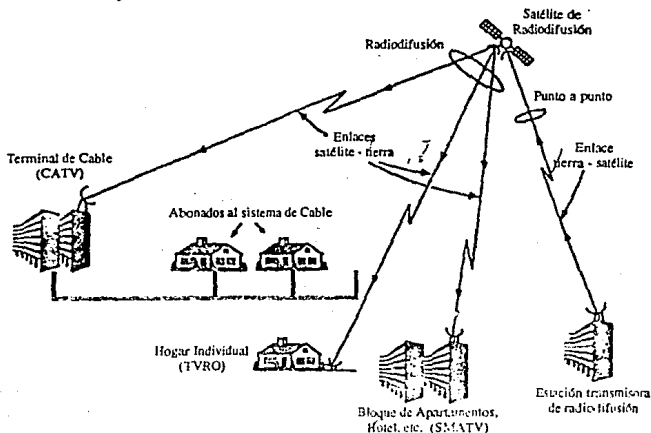 Satélite de
Radiodifusión
Radiodifusión
Punto a punto
Enlaces
satélite - tierra
Enlace
tierra - satélite
Terminal de Cable
(CATV)
Abonados al sistema de Cable
Hogar Individual
(TVRO)
Bloque de Apartamentos,
Hotel, etc. (SMATV)
Estación transmisora
de radiodifusión